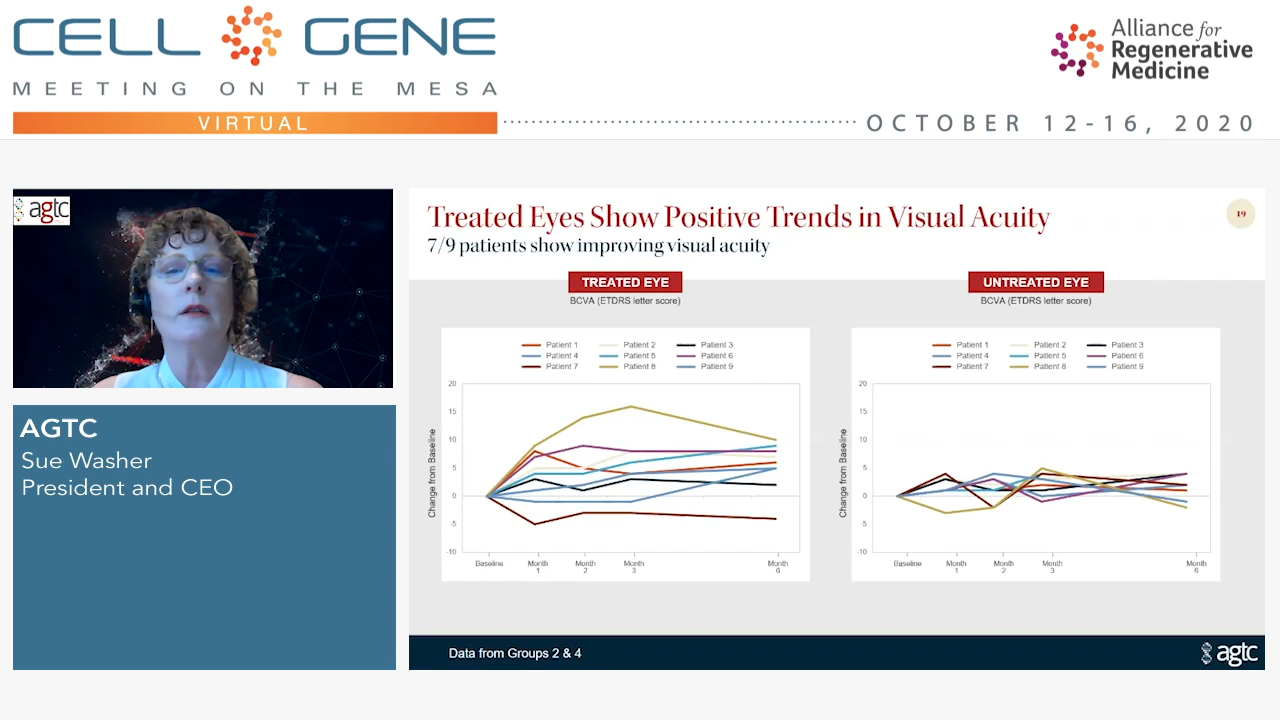 CELL GENE
MEETING ON THE MESA
VIRTUAL
OCTOBER 12-16, 2020
Alliance for
Regenerative
Medicine
agtc
AGTC
Sue Washer
President and CEO
Treated Eyes Show Positive Trends in Visual Acuity
7/9 patients show improving visual acuity
19
TREATED EYE
BCVA (ETDRS letter score)
Patient 1 Patient 2 Patient 3
Patient 4 Patient 5 Patient 6
Patient 7 Patient 8 Patient 9
Change from Baseline
20
15
10
5
0
-5
-10
Baseline Month 1 Month 2 Month 3 Month 6
UNTREATED EYE
BCVA (ETDRS letter score)
Patient 1 Patient 2 Patient 3
Patient 4 Patient 5 Patient 6
Patient 7 Patient 8 Patient 9
Change from Baseline
20
15
10
5
0
-5
-10
Baseline Month 1 Month 2 Month 3 Month 6
Data from Groups 2 & 4
agtc